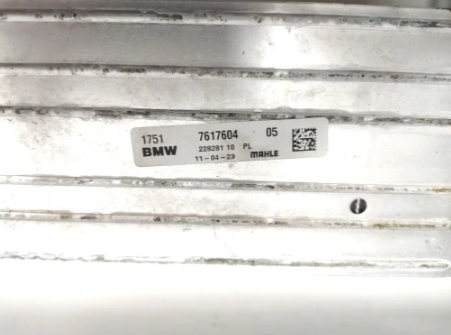 1751 7617604 05
BMW 228281 10 PL
11-04-23 MAHLE